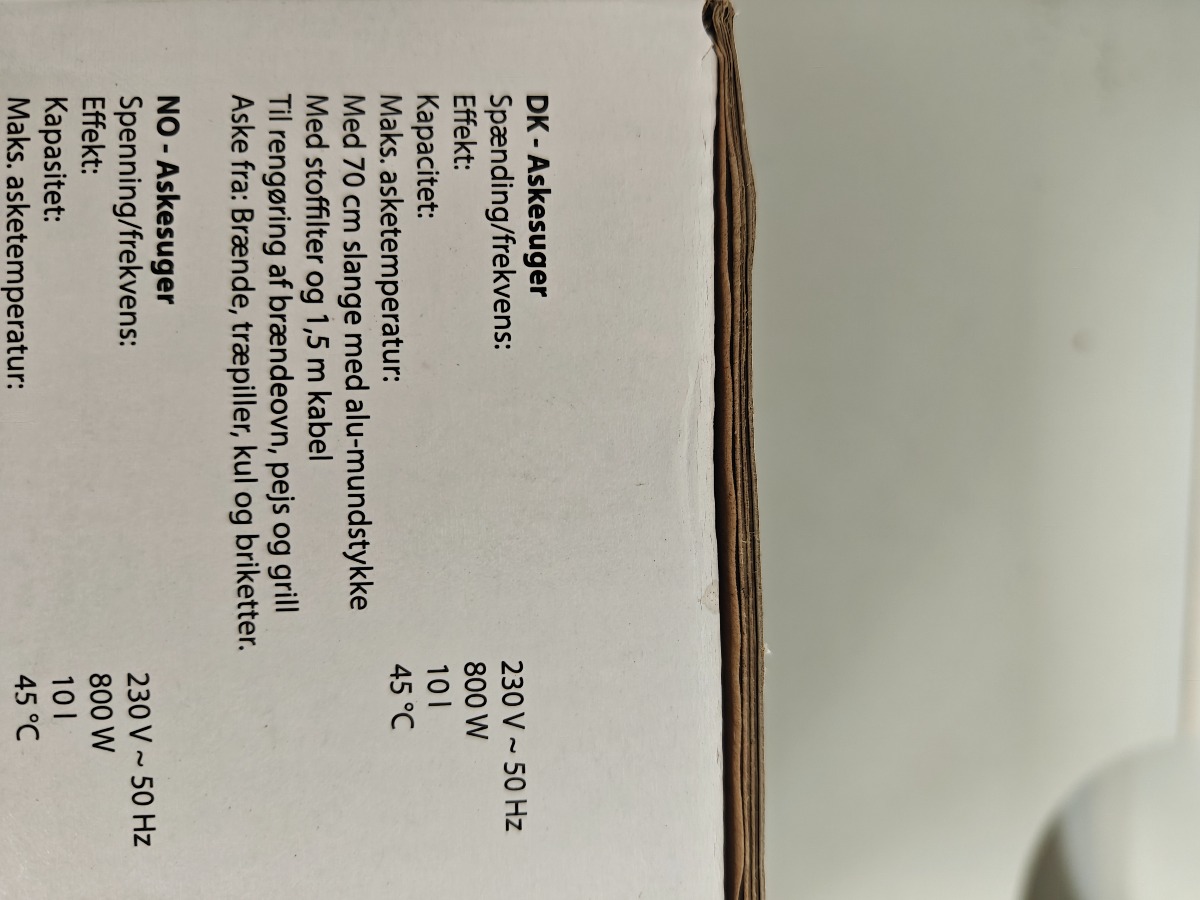 DK - Askesuger
Spænding/frekvens: 230 V ~ 50 Hz
Effekt: 800 W
Kapacitet: 10 l
Maks. asketemperatur: 45 °C
Med 70 cm slange med alu-mundstykke
Med stoffilter og 1,5 m kabel
Til rengøring af brændeovn, pejs og grill
Aske fra: Brænde, træpiller, kul og briketter.
NO - Askesuger
Spenning/frekvens: 230 V ~ 50 Hz
Effekt: 800 W
Kapasitet: 10 l
Maks. asketemperatur: 45 °C